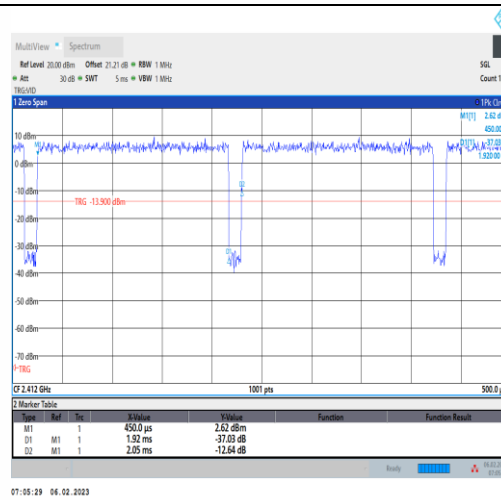 MultiView Spectrum
Ref Level 20.00 dBm Offset 21.21 dB RBW 1 MHz SGL
Att 30 dB SWT 5 ms VBW 1 MHz Count 1
TRG:VID
1 Zero Span 1Pk Clr
M1[1] 2.62 d
450.00
D1[1] -37.03
1.92000
10 dBm
M1
0 dBm
-10 dBm
D2
TRG -13.900 dBm
-20 dBm
-30 dBm
D1
-40 dBm
-50 dBm
-60 dBm
-70 dBm
TRG
CF 2.412 GHz 1001 pts 500.0
2 Marker Table
Type Ref Trc X-Value Y-Value Function Function Result
M1 1 450.0 µs 2.62 dBm
D1 M1 1 1.92 ms -37.03 dB
D2 M1 1 2.05 ms -12.64 dB
Ready
07:05:29 06.02.2023